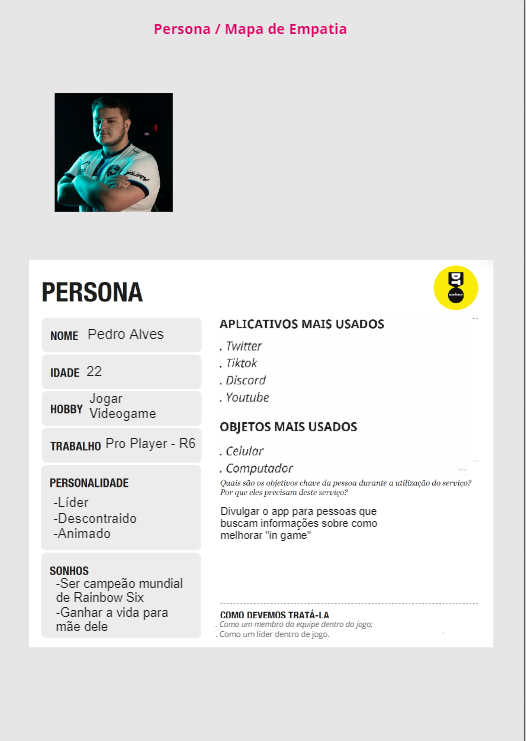 Persona / Mapa de Empatia
PERSONA
DT
NOME Pedro Alves
IDADE 22
HOBBY Jogar
Videogame
TRABALHO Pro Player - R6
PERSONALIDADE
-Líder
-Descontraido
-Animado
SONHOS
-Ser campeão mundial
de Rainbow Six
-Ganhar a vida para
mãe dele
APLICATIVOS MAIS USADOS
. Twitter
. Tiktok
. Discord
. Youtube
OBJETOS MAIS USADOS
. Celular
. Computador
Quais são os objetivos chave da pessoa durante a utilização do serviço?
Por que eles precisam deste serviço?
Divulgar o app para pessoas que
buscam informações sobre como
melhorar "in game"
COMO DEVEMOS TRATÁ-LA
. Como um membro da equipe dentro do jogo;
. Como um líder dentro de jogo.